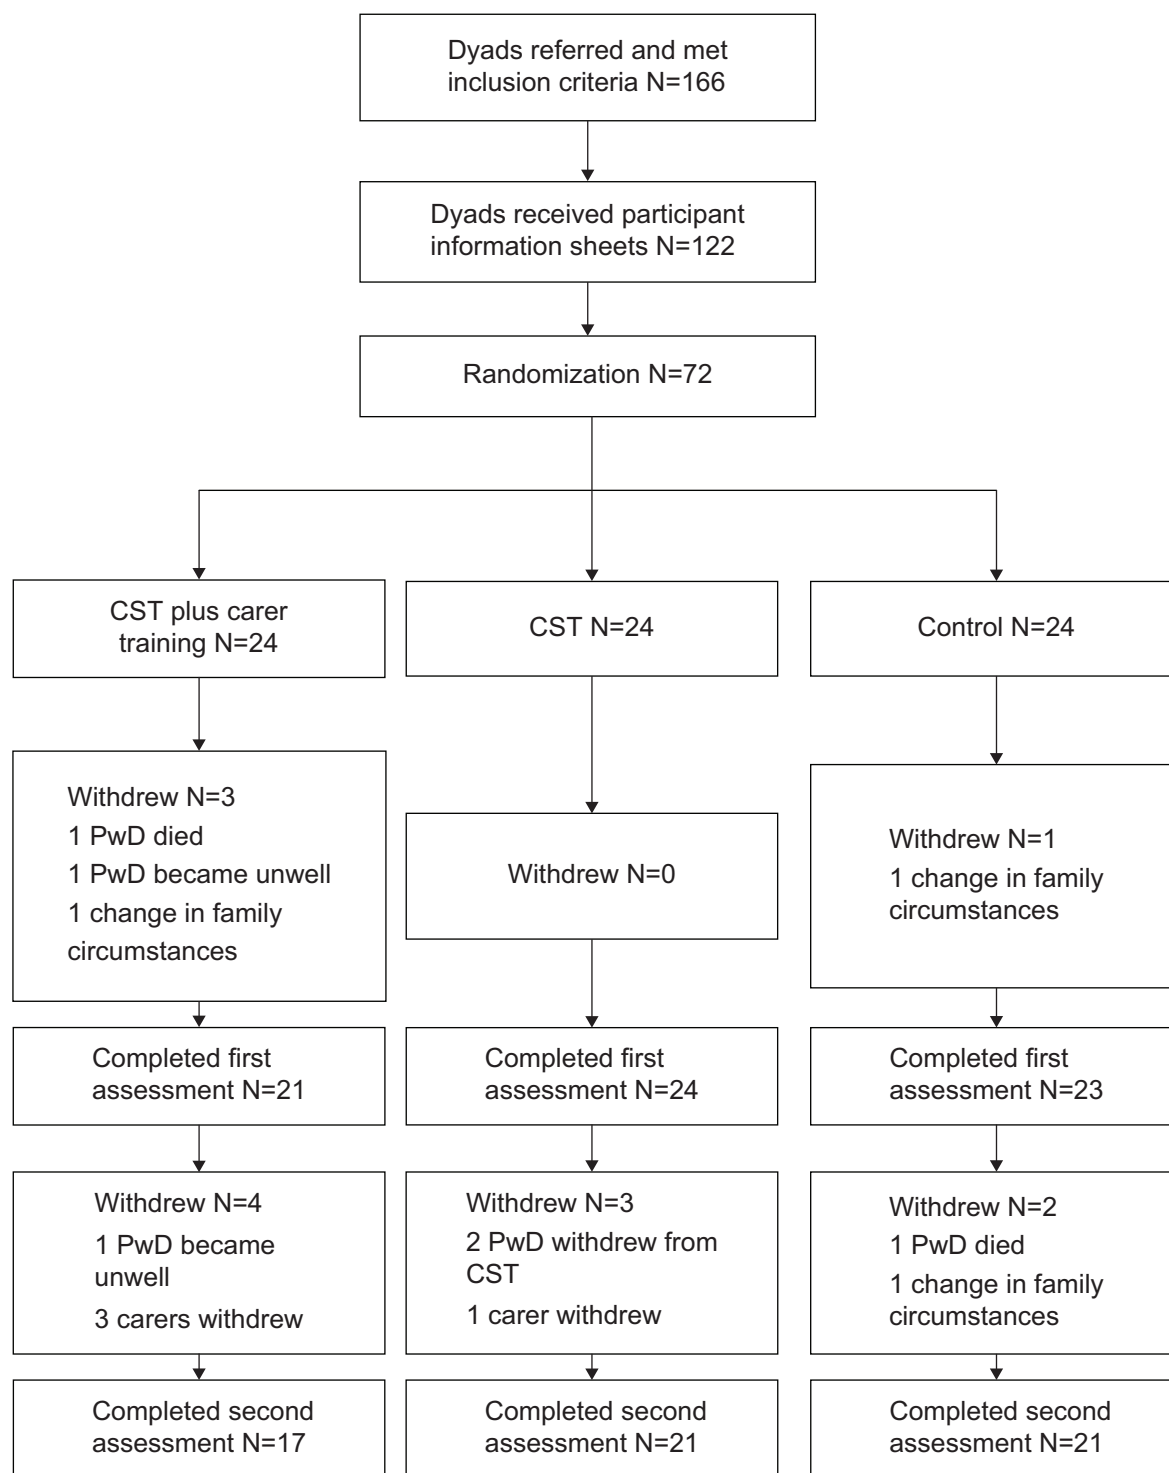 Dyads referred and met
inclusion criteria N=166
Dyads received participant
information sheets N=122
Randomization N=72
CST plus carer
training N=24
CST N=24
Control N=24
Withdrew N=3
1 PwD died
1 PwD became unwell
1 change in family
circumstances
Withdrew N=0
Withdrew N=1
1 change in family
circumstances
Completed first
assessment N=21
Completed first
assessment N=24
Completed first
assessment N=23
Withdrew N=4
1 PwD became
unwell
3 carers withdrew
Withdrew N=3
2 PwD withdrew from
CST
1 carer withdrew
Withdrew N=2
1 PwD died
1 change in family
circumstances
Completed second
assessment N=17
Completed second
assessment N=21
Completed second
assessment N=21